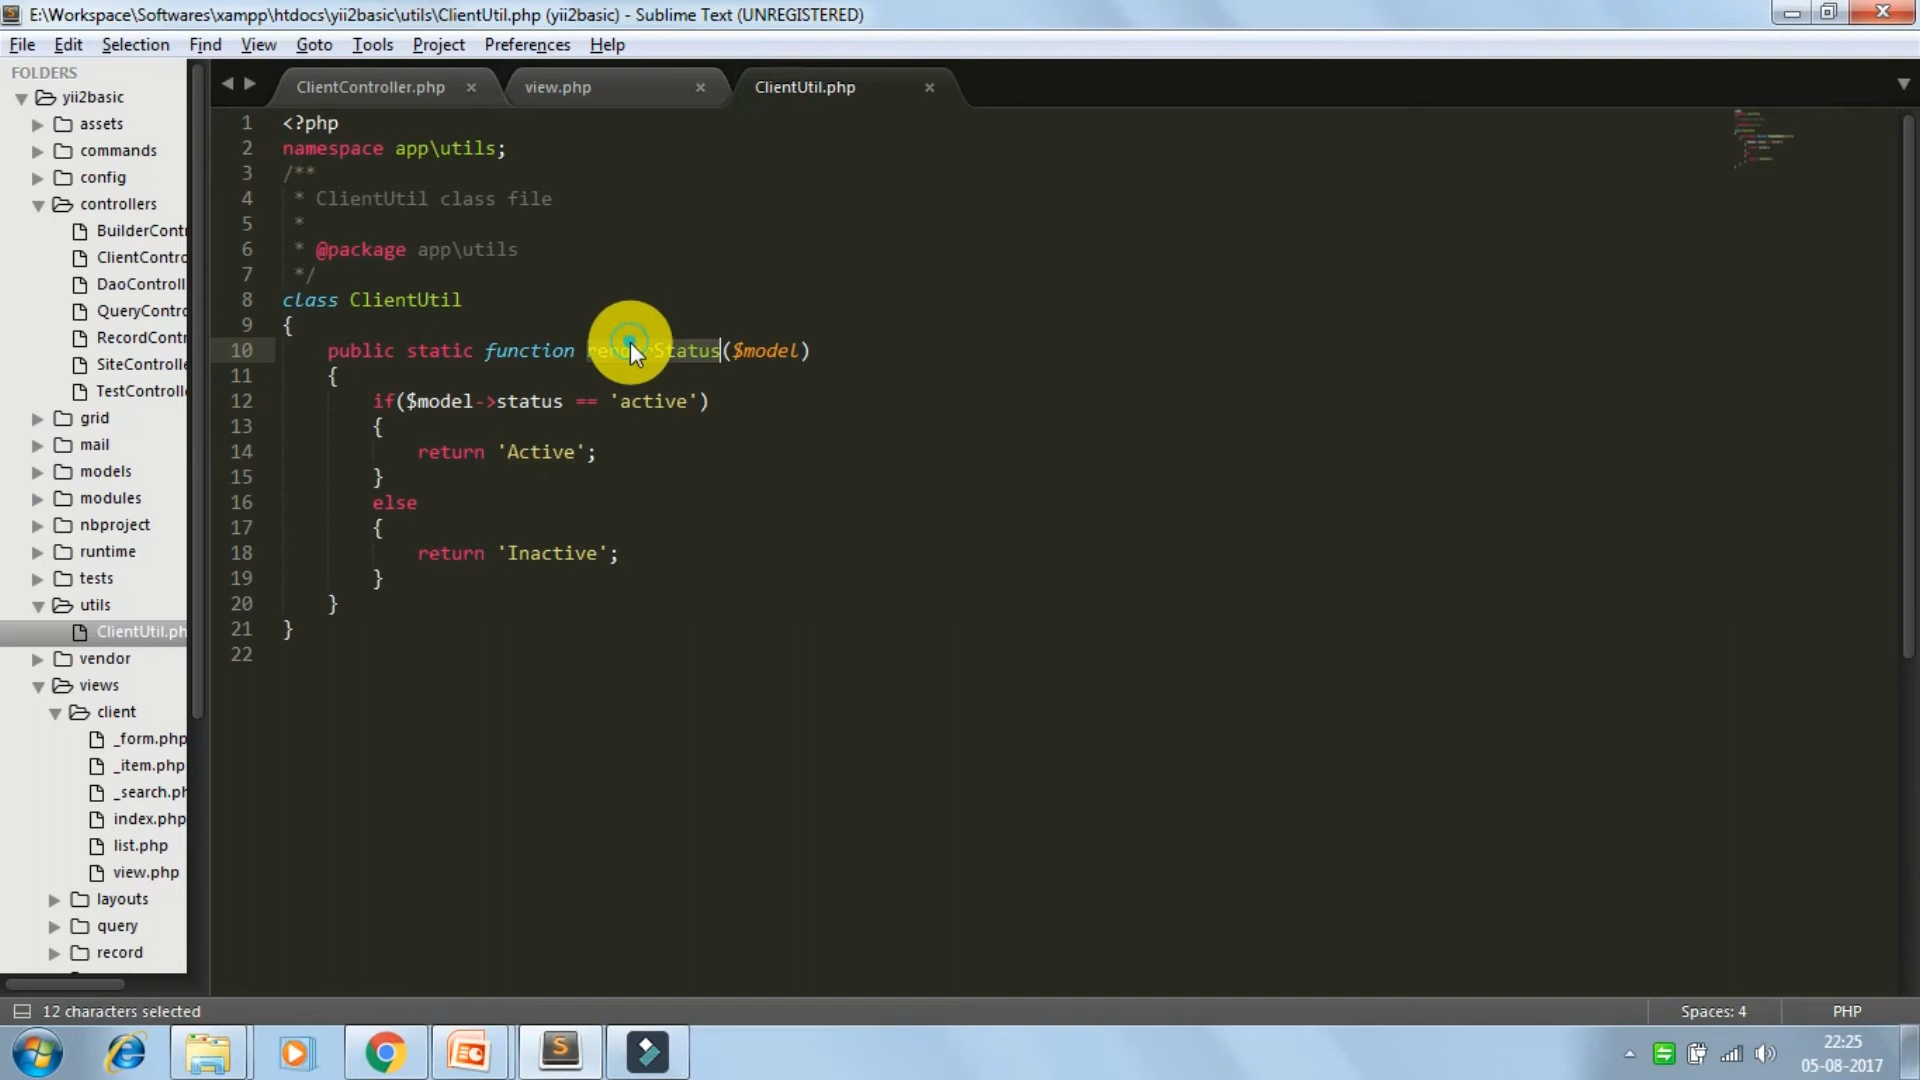 E:\Workspace\Softwares\xampp\htdocs\yii2basic\utils\ClientUtil.php (yii2basic) - Sublime Text (UNREGISTERED)
File Edit Selection Find View Goto Tools Project Preferences Help
FOLDERS
yii2basic
assets
commands
config
controllers
BuilderCont
ClientContro
DaoControll
QueryContro
RecordContr
SiteControlle
TestControll
grid
mail
models
modules
nbproject
runtime
tests
utils
ClientUtil.ph
vendor
views
client
_form.php
_item.php
_search.ph
index.php
list.php
view.php
layouts
query
record
ClientController.php × view.php × ClientUtil.php ×
1 <?php
2 namespace app\utils;
3 /**
4 * ClientUtil class file
5 *
6 * @package app\utils
7 */
8 class ClientUtil
9 {
10 public static function renderStatus($model)
11 {
12 if($model->status == 'active')
13 {
14 return 'Active';
15 }
16 else
17 {
18 return 'Inactive';
19 }
20 }
21 }
22
12 characters selected
Spaces: 4 PHP
22:25
05-08-2017